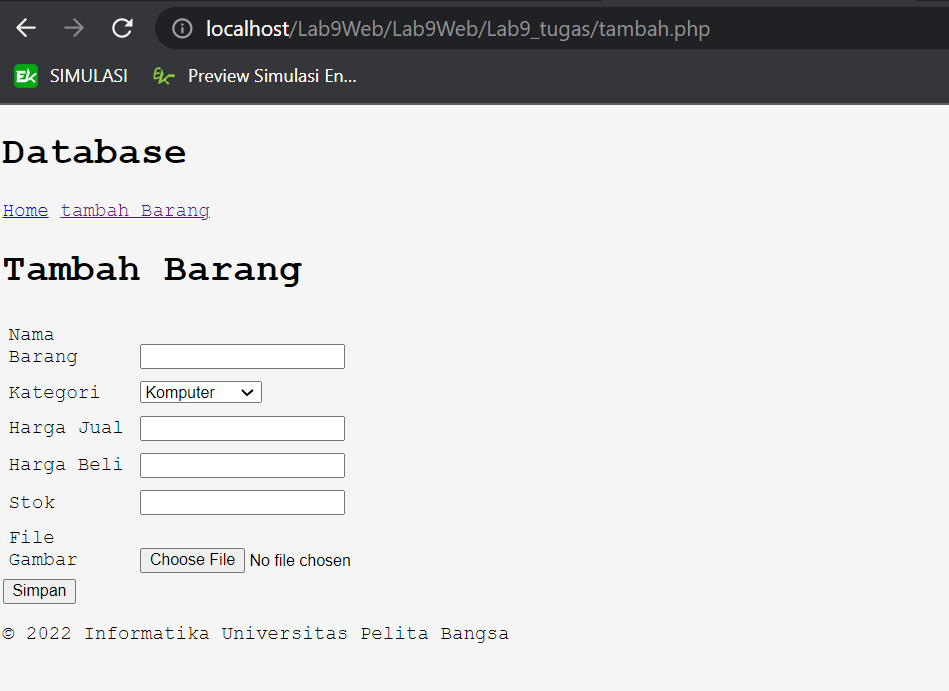 localhost/Lab9Web/Lab9Web/Lab9_tugas/tambah.php
EK SIMULASI EK Preview Simulasi En...
Database
Home tambah Barang
Tambah Barang
Nama
Barang
Kategori Komputer
Harga Jual
Harga Beli
Stok
File
Gambar Choose File No file chosen
Simpan
© 2022 Informatika Universitas Pelita Bangsa